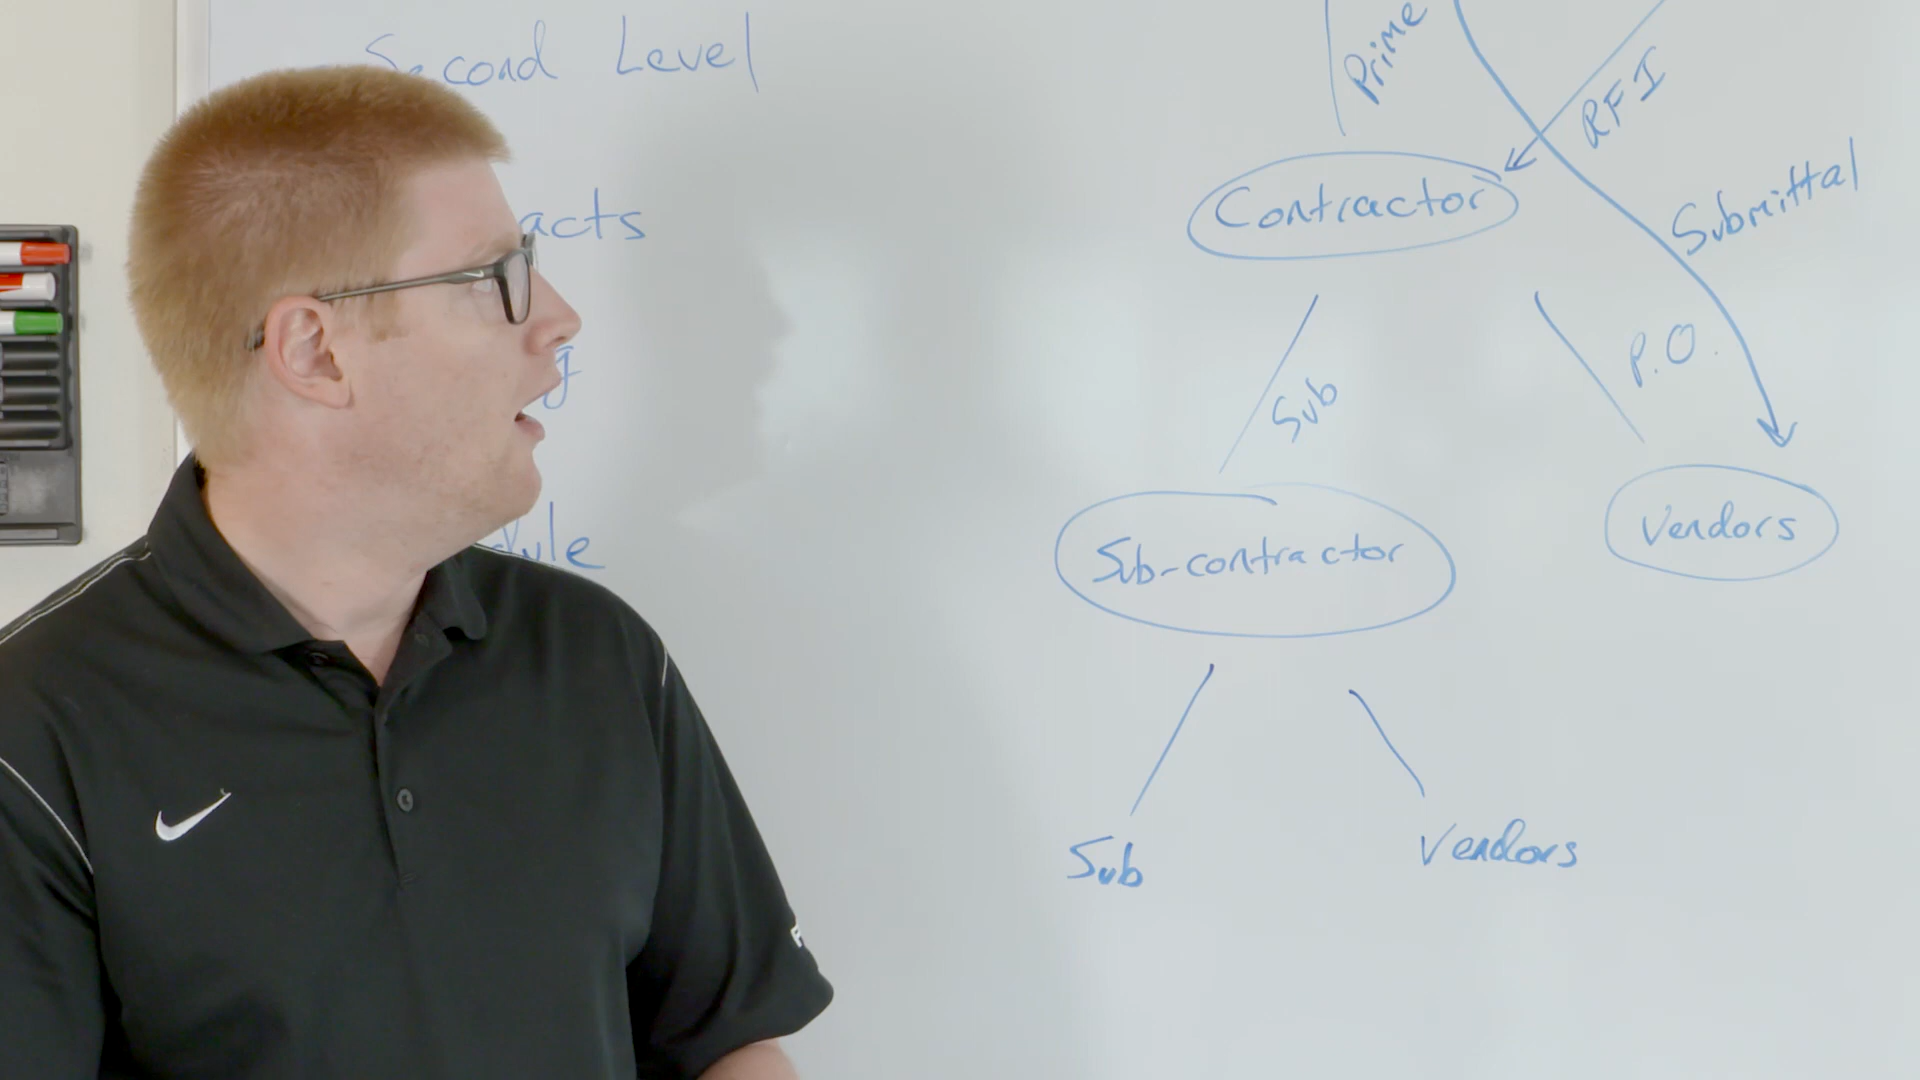 Second Level
Prime
RFI
Contractor
Submittal
P.O.
Sub
Sub-contractor
Vendors
Sub
Vendors